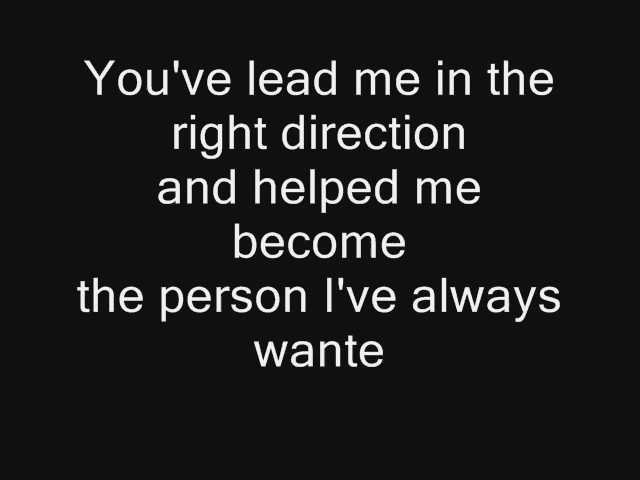 You've lead me in the
right direction
and helped me
become
the person I've always
wante